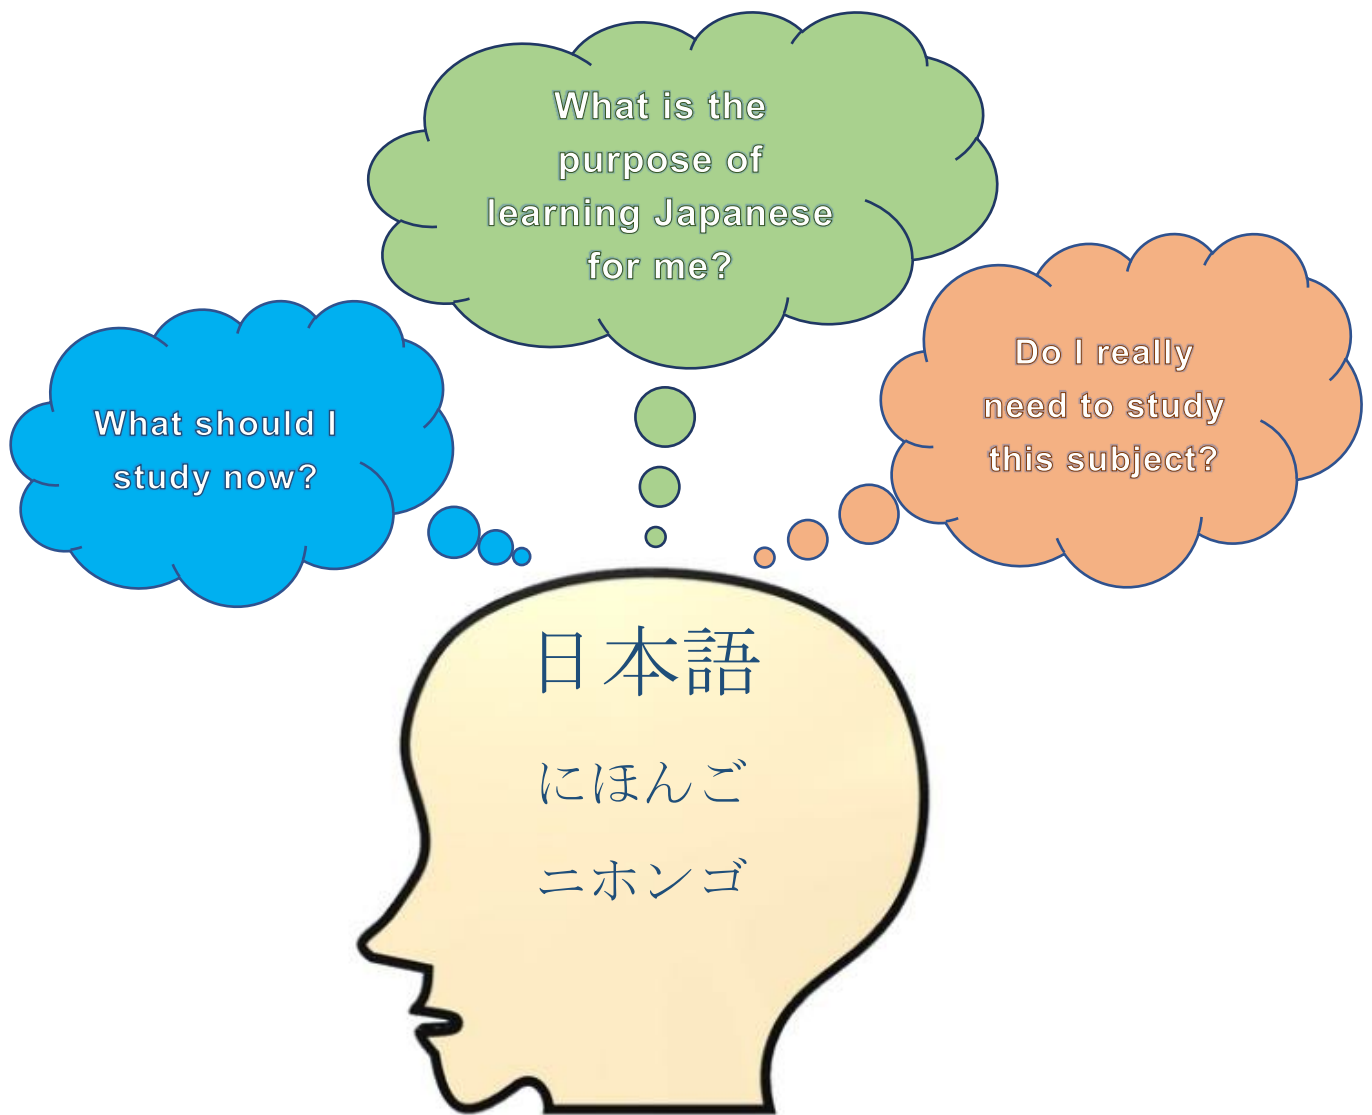 What is the
purpose of
learning Japanese
for me?
What should I
study now?
Do I really
need to study
this subject?
日本語
にほんご
ニホンゴ